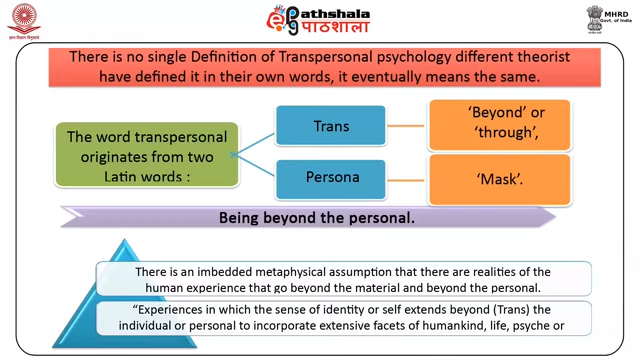 Pathshala
पाठशाला
MHRD
Govt. of India
There is no single Definition of Transpersonal psychology different theorist
have defined it in their own words, it eventually means the same.
The word transpersonal
originates from two
Latin words :
Trans
'Beyond' or
'through',
Persona
'Mask'.
Being beyond the personal.
There is an imbedded metaphysical assumption that there are realities of the
human experience that go beyond the material and beyond the personal.
"Experiences in which the sense of identity or self extends beyond (Trans) the
individual or personal to incorporate extensive facets of humankind, life, psyche or